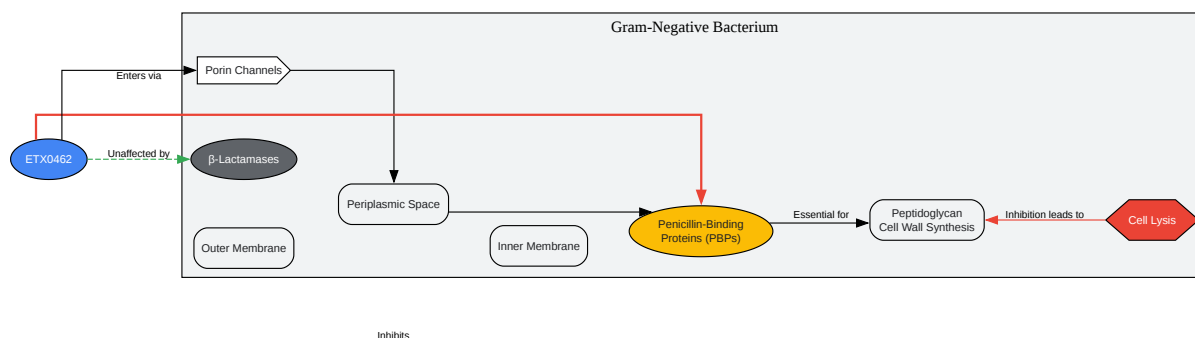 Gram-Negative Bacterium
Porin Channels
Enters via
ETX0462
Unaffected by
β-Lactamases
Periplasmic Space
Outer Membrane
Inner Membrane
Penicillin-Binding
Proteins (PBPs)
Essential for
Peptidoglycan
Cell Wall Synthesis
Inhibition leads to
Cell Lysis
Inhibits